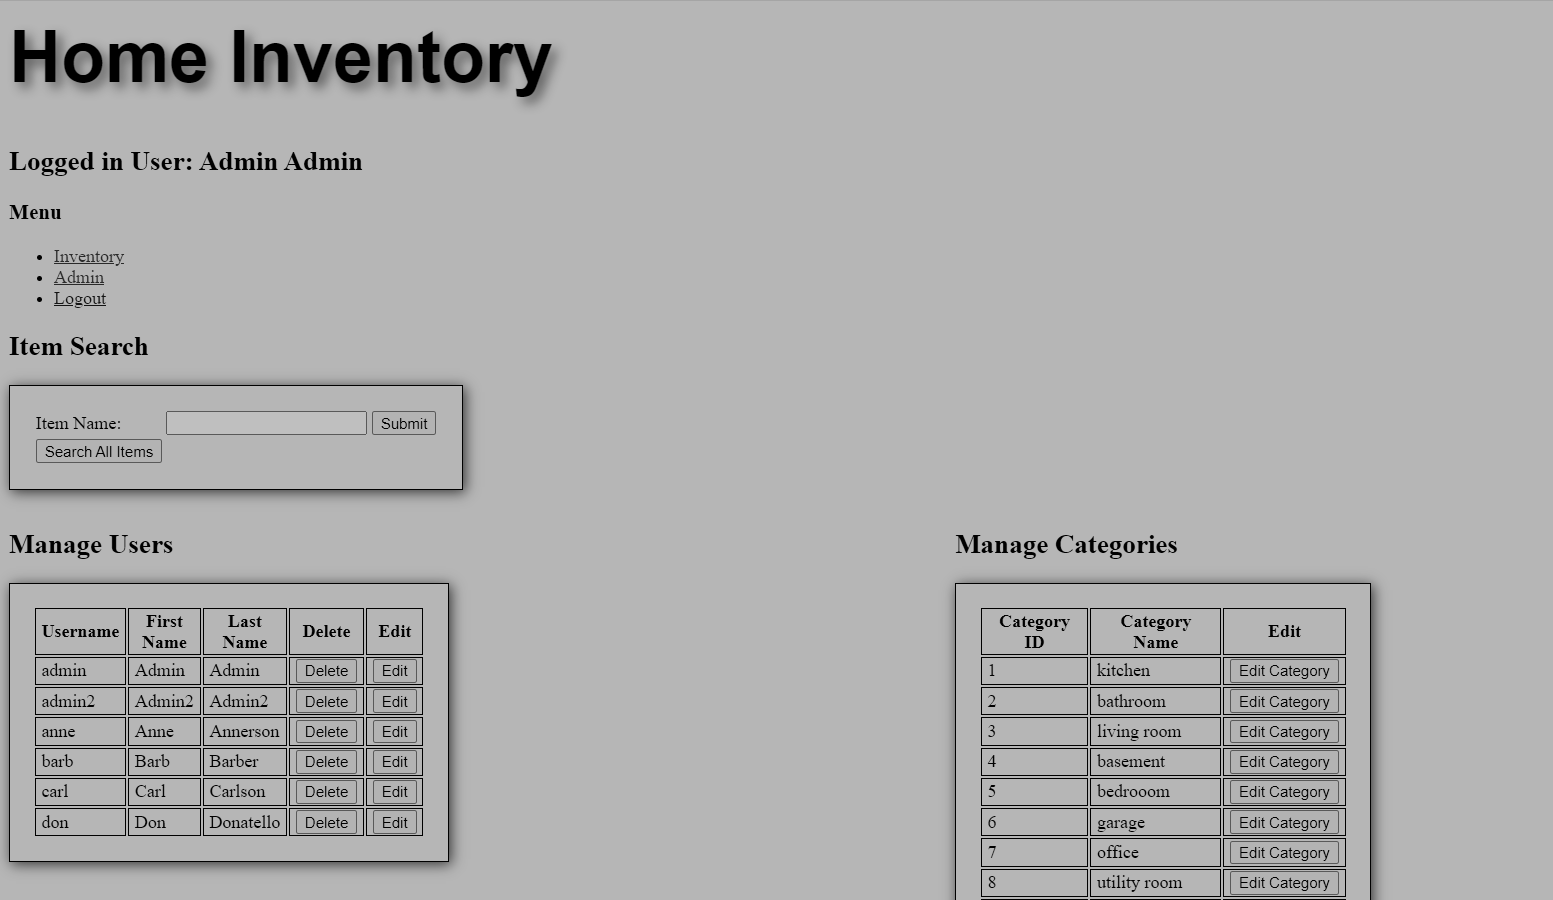 Home Inventory
Logged in User: Admin Admin
Menu
Inventory
Admin
Logout
Item Search
Item Name: Submit
Search All Items
Manage Users
Username First Name Last Name Delete Edit
admin Admin Admin Delete Edit
admin2 Admin2 Admin2 Delete Edit
anne Anne Annerson Delete Edit
barb Barb Barber Delete Edit
carl Carl Carlson Delete Edit
don Don Donatello Delete Edit
Manage Categories
Category ID Category Name Edit
1 kitchen Edit Category
2 bathroom Edit Category
3 living room Edit Category
4 basement Edit Category
5 bedrooom Edit Category
6 garage Edit Category
7 office Edit Category
8 utility room Edit Category